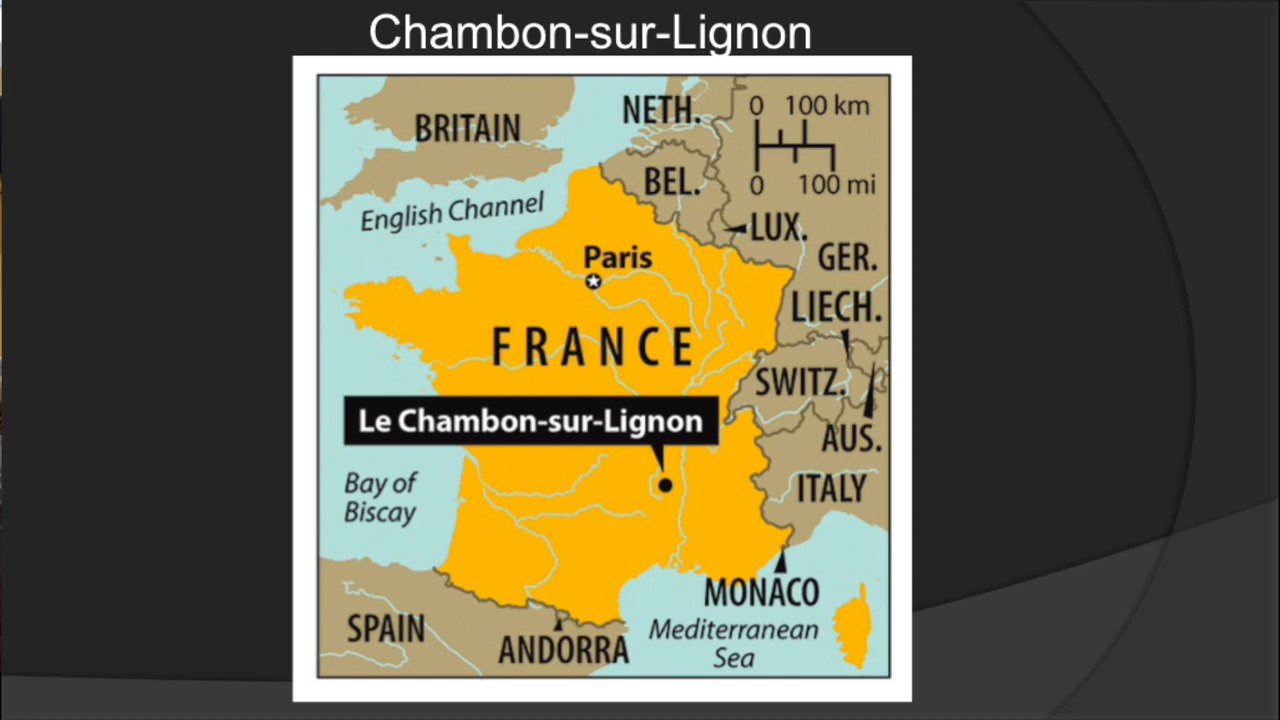 Chambon-sur-Lignon
BRITAIN
NETH.
0 100 km
0 100 mi
BEL.
English Channel
LUX.
Paris
GER.
LIECH.
FRANCE
SWITZ.
Le Chambon-sur-Lignon
AUS.
Bay of
Biscay
ITALY
MONACO
SPAIN
ANDORRA
Mediterranean
Sea